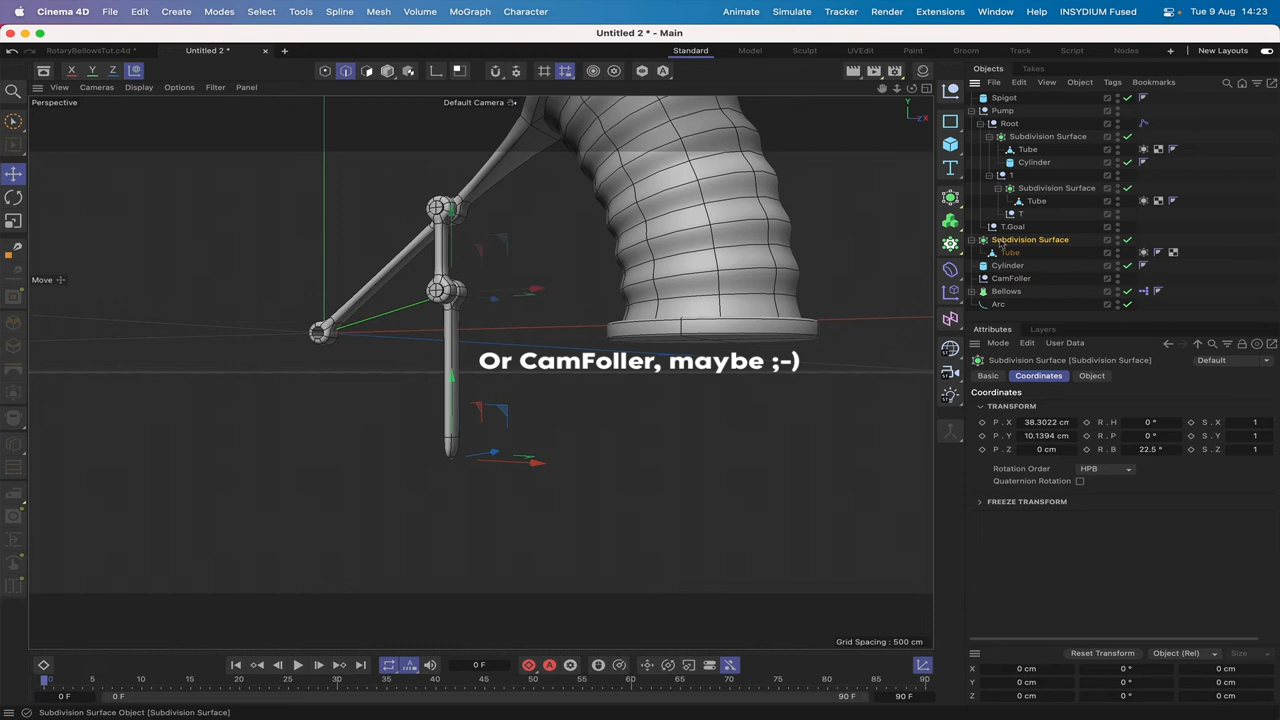 Cinema 4D File Edit Create Modes Select Tools Spline Mesh Volume MoGraph Character Animate Simulate Tracker Render Extensions Window Help INSYDIUM Fused Tue 9 Aug 14:23
Untitled 2 * - Main
RotaryBellowsTut.c4d * Untitled 2 * Standard Model Sculpt UVEdit Paint Groom Track Script Nodes New Layouts
X Y Z
Objects Takes
View Cameras Display Options Filter Panel
File Edit View Object Tags Bookmarks
Perspective Default Camera
Y
Z X
Spigot
Pump
Root
Subdivision Surface
Tube
Cylinder
1
Subdivision Surface
Tube
T
T.Goal
Subdivision Surface
Tube
Cylinder
CamFoller
Bellows
Arc
Move
Or CamFoller, maybe ;-)
Attributes Layers
Mode Edit User Data
Subdivision Surface [Subdivision Surface] Default
Basic Coordinates Object
Coordinates
TRANSFORM
P . X 38.3022 cm R . H 0 ° S . X 1
P . Y 10.1394 cm R . P 0 ° S . Y 1
P . Z 0 cm R . B 22.5 ° S . Z 1
Rotation Order HPB
Quaternion Rotation
FREEZE TRANSFORM
Grid Spacing : 500 cm
Reset Transform Object (Rel) Size
X 0 cm 0 ° 0 cm
Y 0 cm 0 ° 0 cm
Z 0 cm 0 ° 0 cm
0 F
0 5 10 15 20 25 30 35 40 45 50 55 60 65 70 75 80 85 90
0 F 0 F 90 F 90 F
Subdivision Surface Object [Subdivision Surface]